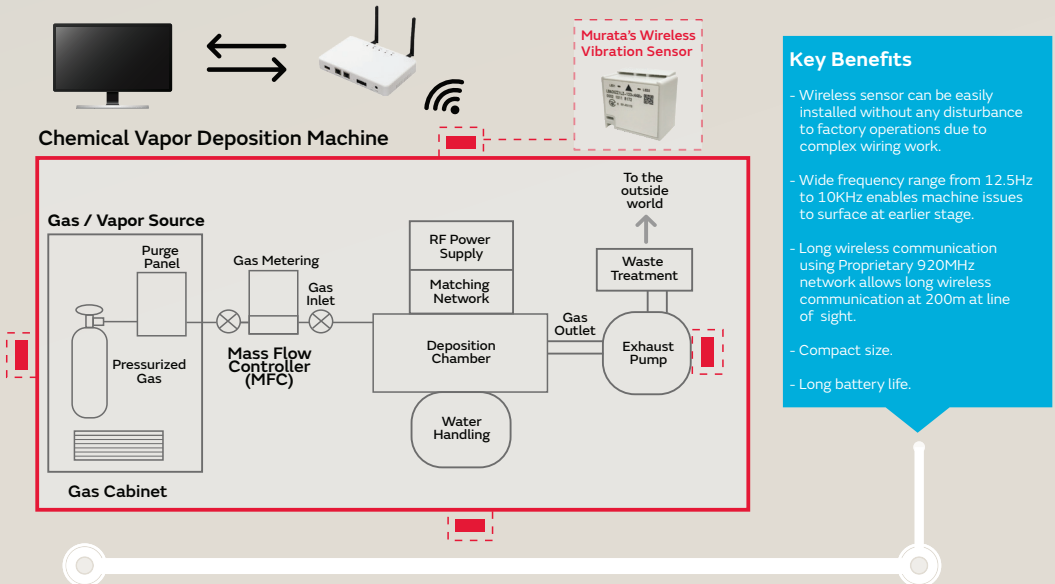 Murata's Wireless
Vibration Sensor
Chemical Vapor Deposition Machine
Gas / Vapor Source
Purge
Panel
Pressurized
Gas
Gas Cabinet
Gas Metering
Gas
Inlet
Mass Flow
Controller
(MFC)
RF Power
Supply
Matching
Network
Deposition
Chamber
Water
Handling
Gas
Outlet
To the
outside
world
Waste
Treatment
Exhaust
Pump
Key Benefits
- Wireless sensor can be easily
installed without any disturbance
to factory operations due to
complex wiring work.
- Wide frequency range from 12.5Hz
to 10KHz enables machine issues
to surface at earlier stage.
- Long wireless communication
using Proprietary 920MHz
network allows long wireless
communication at 200m at line
of sight.
- Compact size.
- Long battery life.